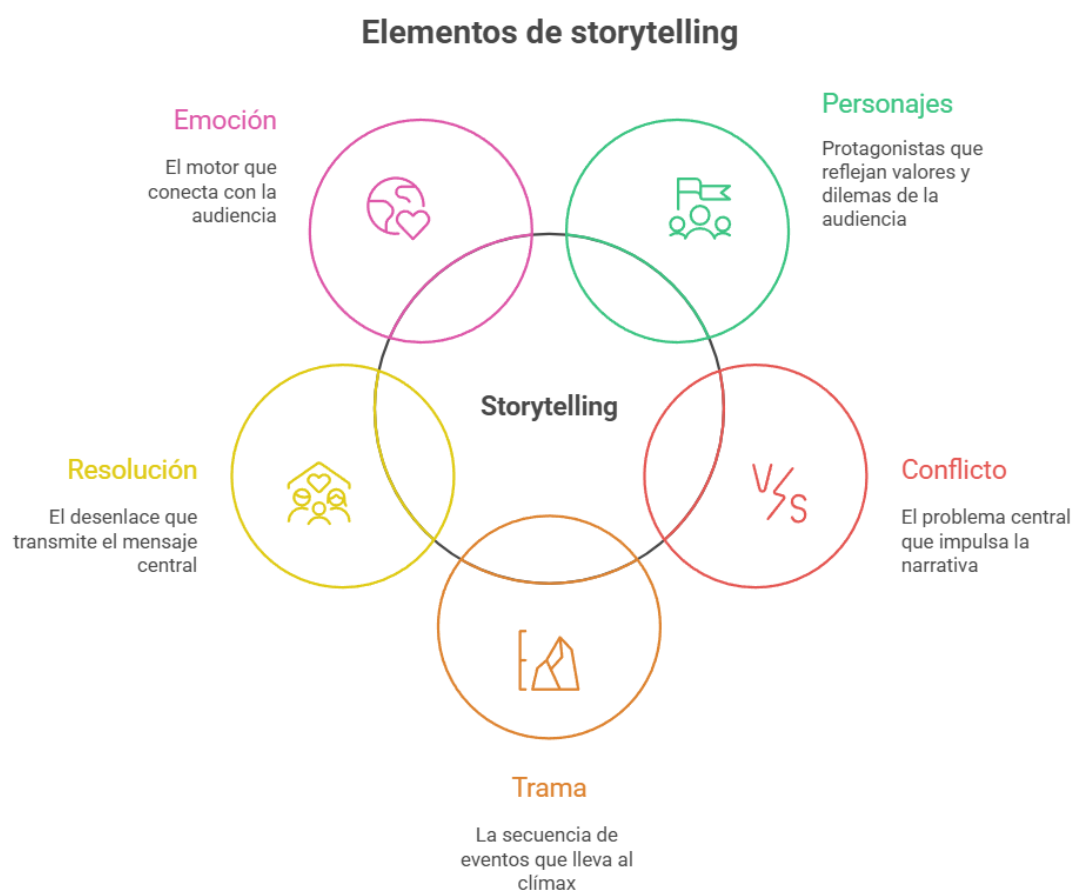 Elementos de storytelling
Emoción
El motor que
conecta con la
audiencia
Personajes
Protagonistas que
reflejan valores y
dilemas de la
audiencia
Storytelling
Resolución
El desenlace que
transmite el mensaje
central
V/S
Conflicto
El problema central
que impulsa la
narrativa
Trama
La secuencia de
eventos que lleva al
clímax